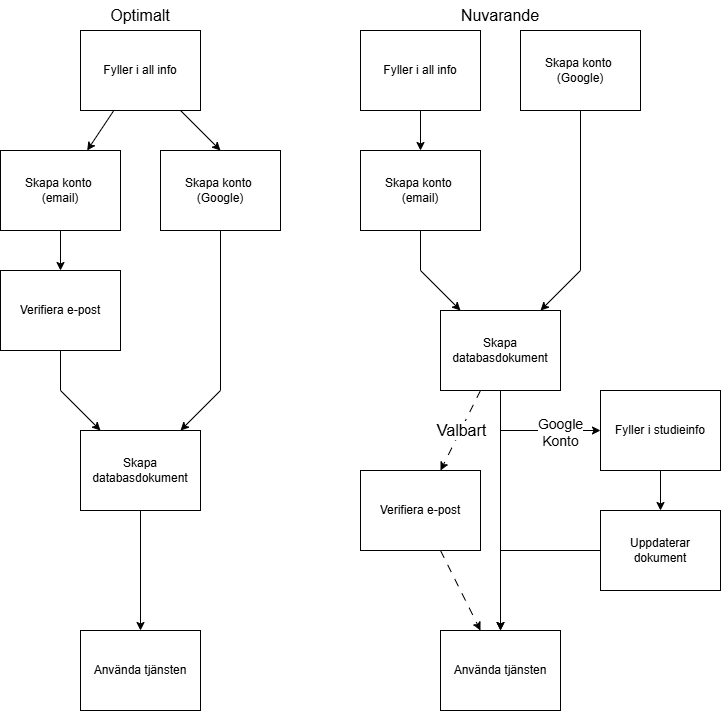 Optimalt
Fyller i all info
Skapa konto
(email)
Skapa konto
(Google)
Verifiera e-post
Skapa
databasdokument
Använda tjänsten
Nuvarande
Fyller i all info
Skapa konto
(Google)
Skapa konto
(email)
Skapa
databasdokument
Valbart
Google
Konto
Fyller i studieinfo
Verifiera e-post
Uppdaterar
dokument
Använda tjänsten